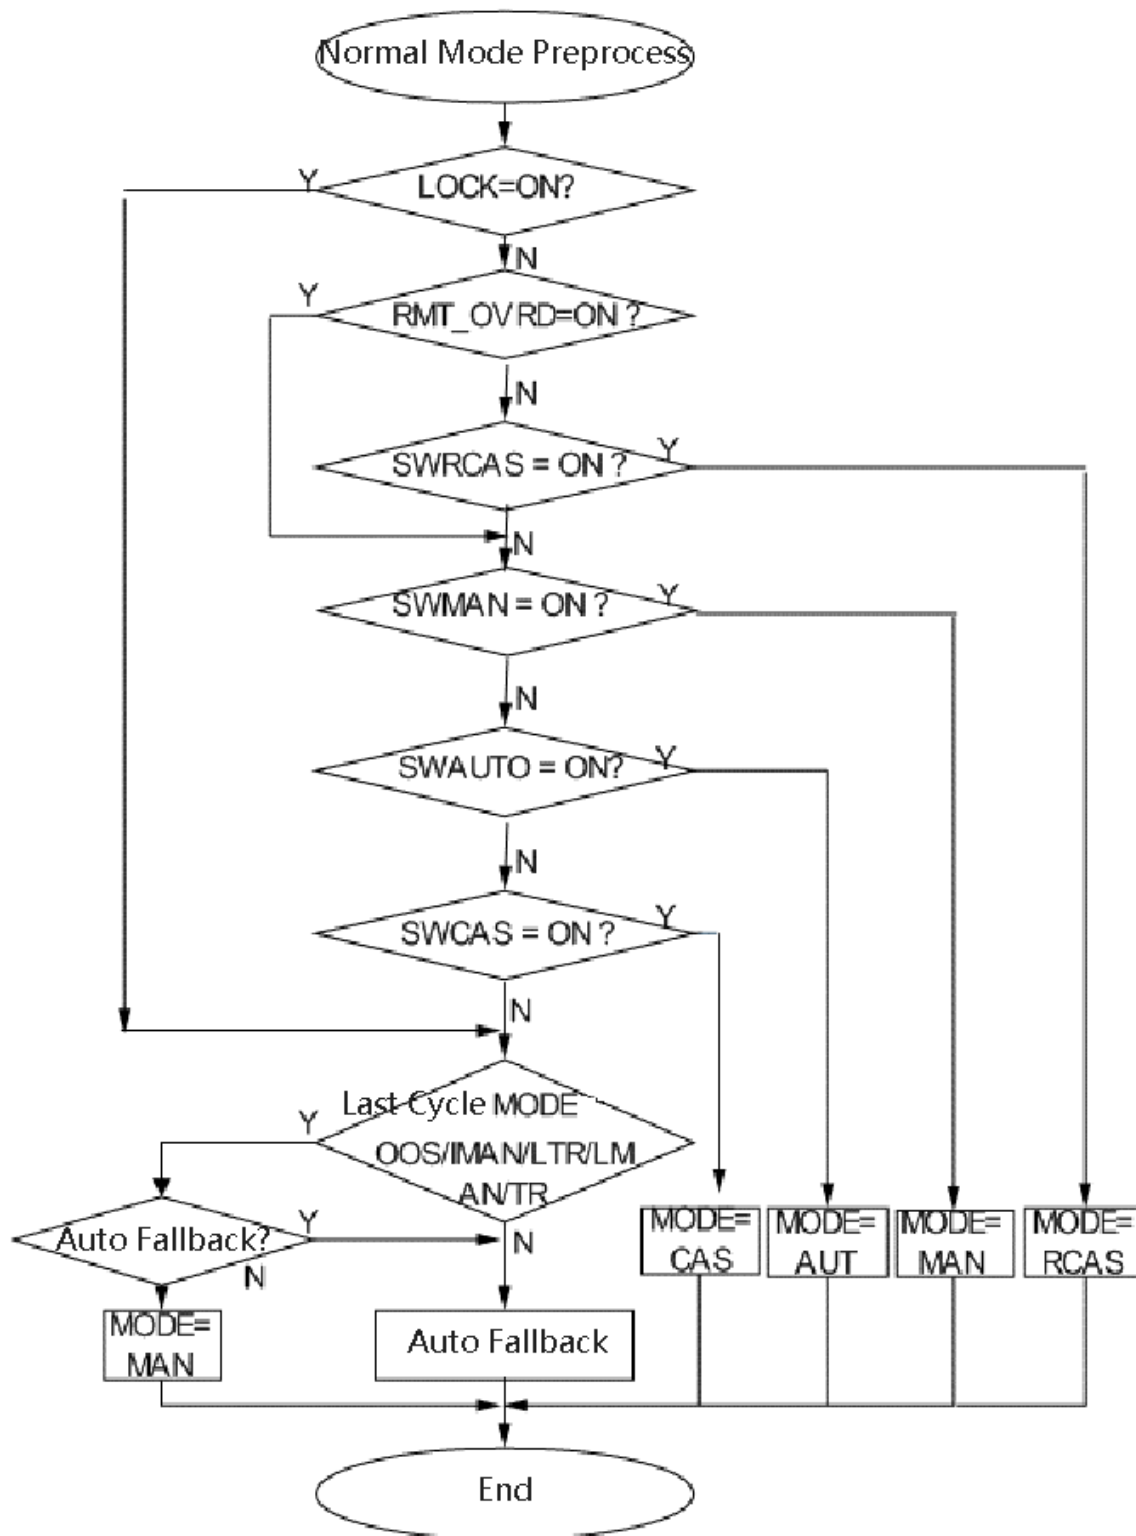 Normal Mode Preprocess
Y
LOCK=ON?
N
Y
RMT_OVRD=ON ?
N
SWRCAS = ON ?
Y
N
SWMAN = ON ?
Y
N
SWAUTO = ON?
Y
N
SWCAS = ON ?
Y
N
Last Cycle MODE
Y
OOS/IMAN/LTR/LM
AN/TR
Auto Fallback?
Y
N
N
MODE=
CAS
MODE=
AUT
MODE=
MAN
MODE=
RCAS
MODE=
MAN
Auto Fallback
End